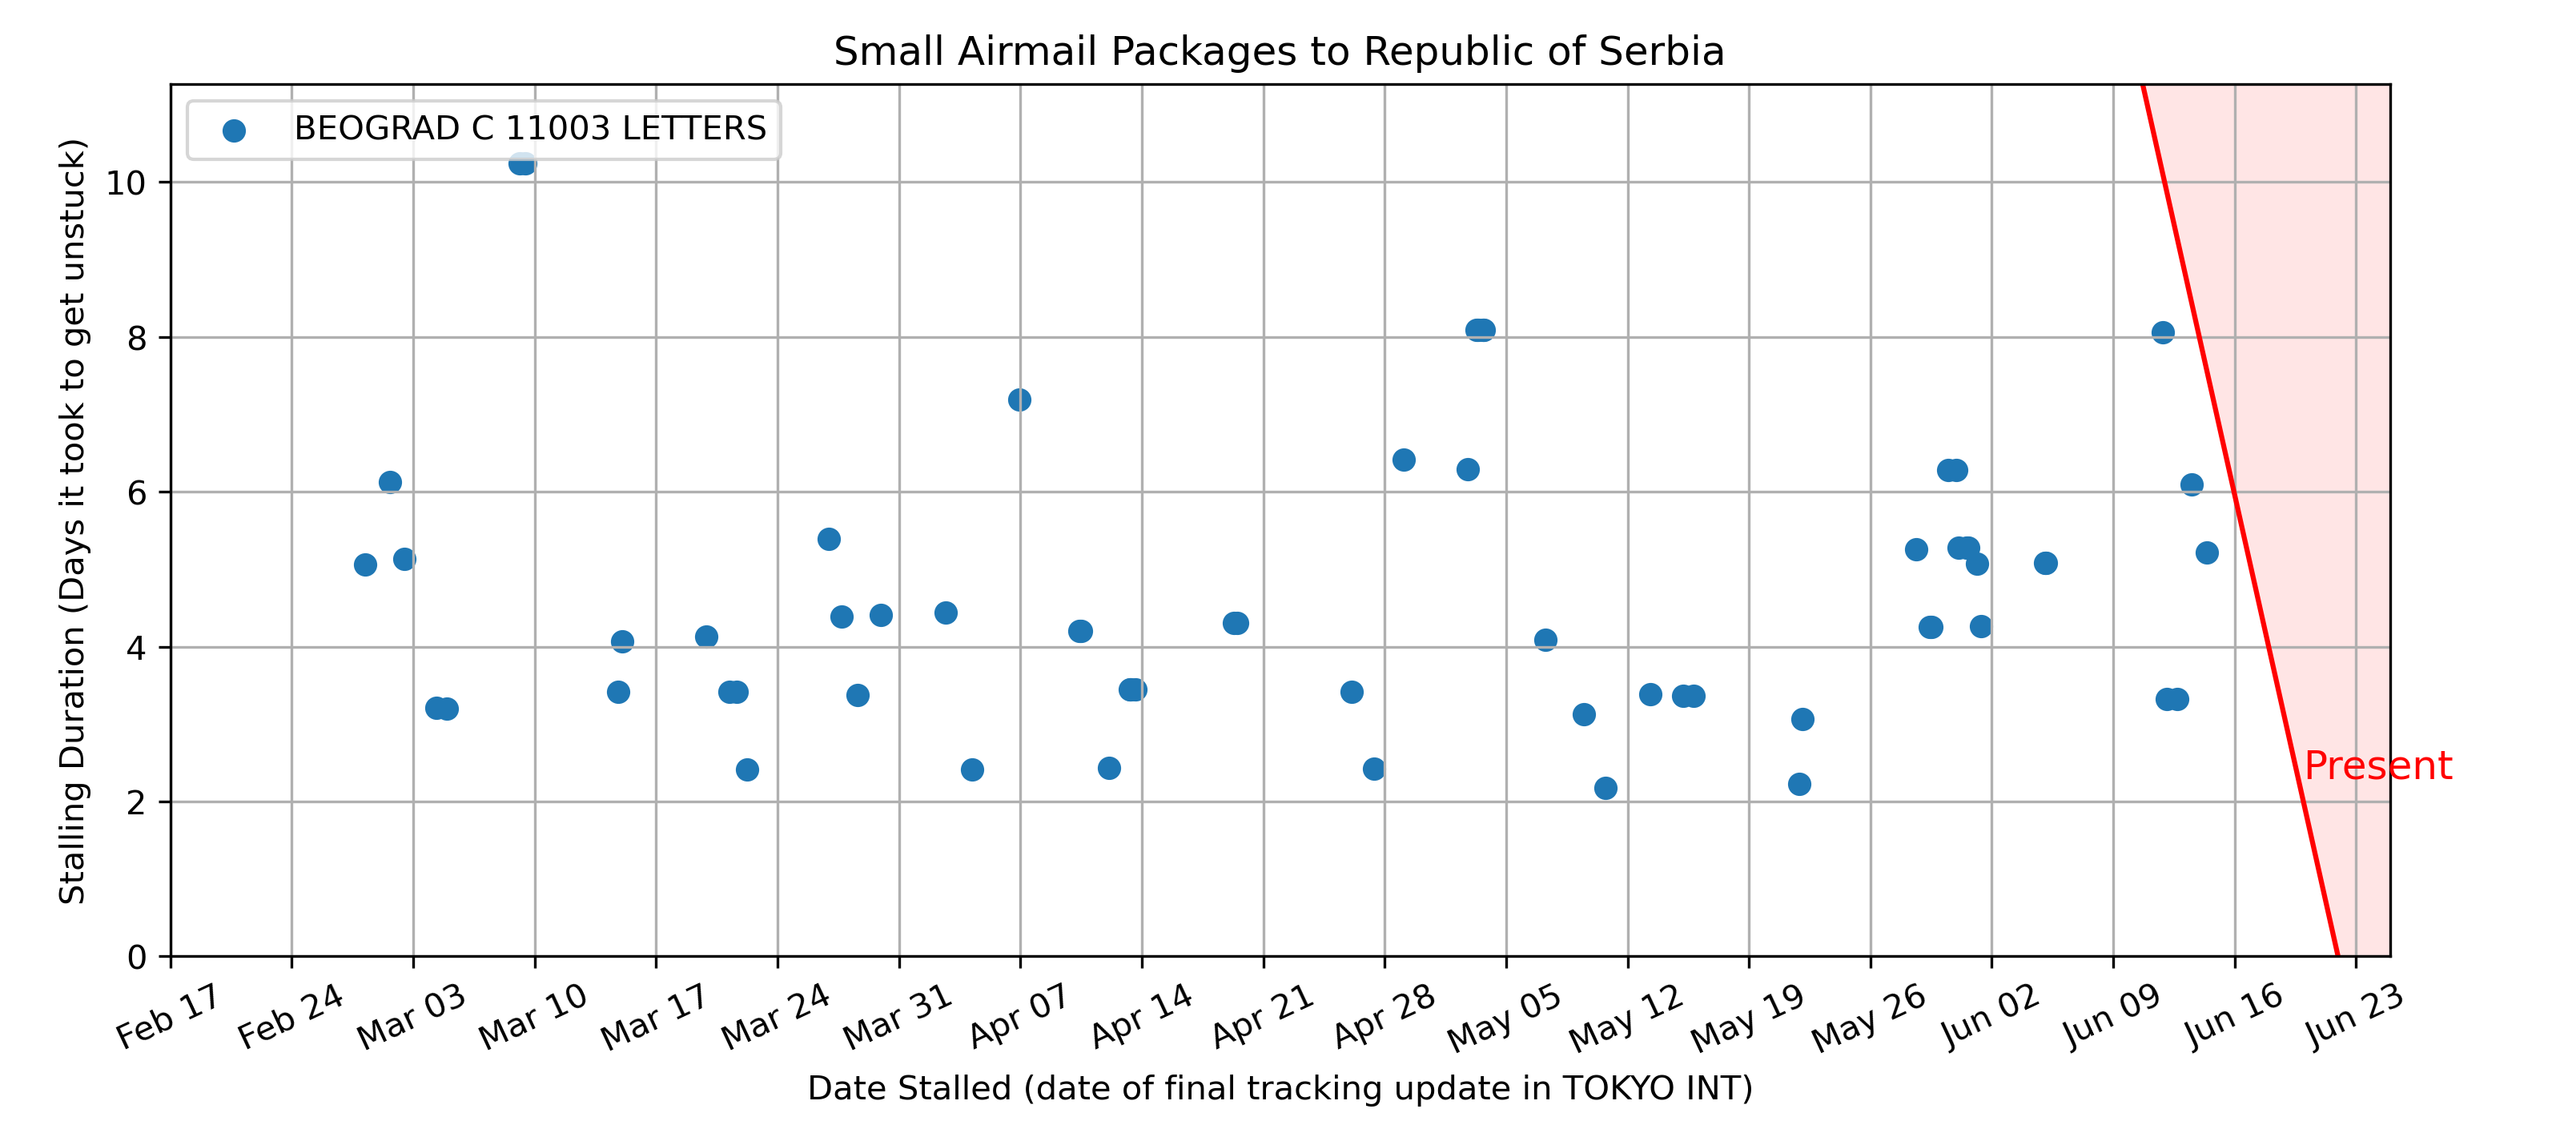 Small Airmail Packages to Republic of Serbia
BEOGRAD C 11003 LETTERS
Stalling Duration (Days it took to get unstuck)
10
8
6
4
2
0
Present
Feb 17
Feb 24
Mar 03
Mar 10
Mar 17
Mar 24
Mar 31
Apr 07
Apr 14
Apr 21
Apr 28
May 05
May 12
May 19
May 26
Jun 02
Jun 09
Jun 16
Jun 23
Date Stalled (date of final tracking update in TOKYO INT)